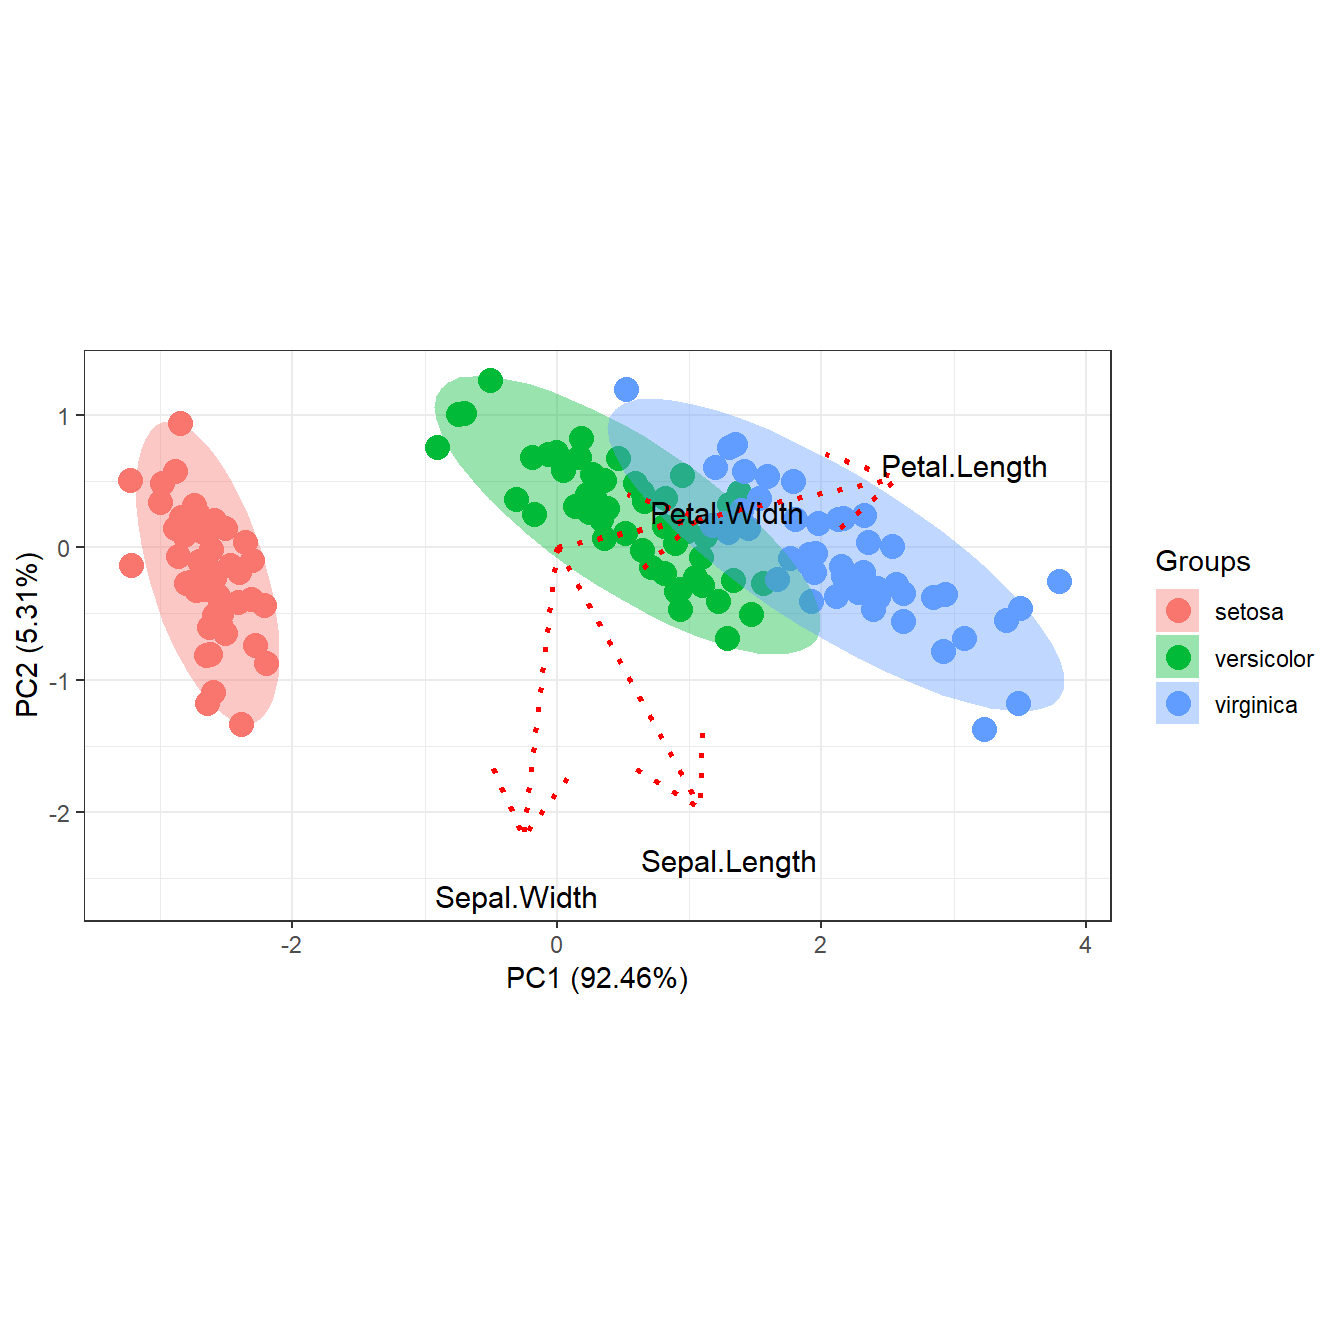 Petal.Length
Petal.Width
Sepal.Length
Sepal.Width
1
0
-1
-2
PC2 (5.31%)
-2
0
2
4
PC1 (92.46%)
Groups
setosa
versicolor
virginica